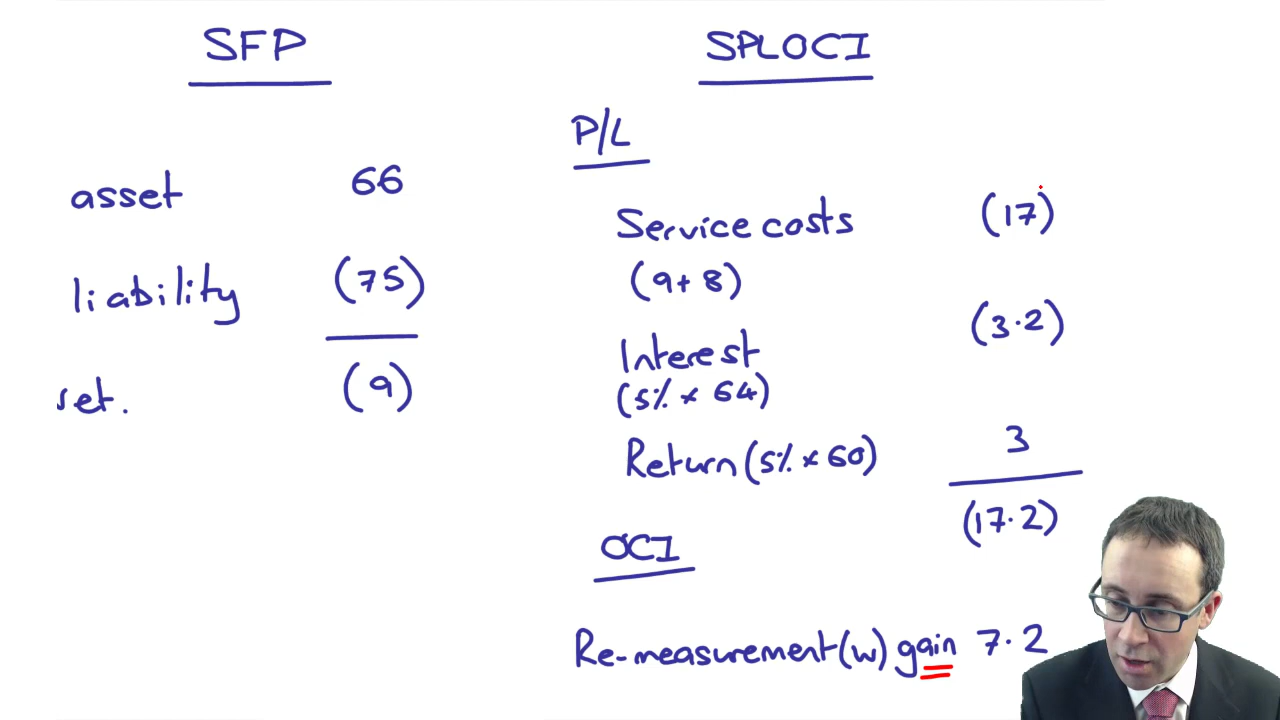 SFP
asset 66
liability (75)
(9)
SPLOCI
P/L
Service costs (17)
(9+8)
Interest (3.2)
(5% × 64)
Return (5% × 60) 3
(17.2)
OCI
Re-measurement (w) gain 7.2